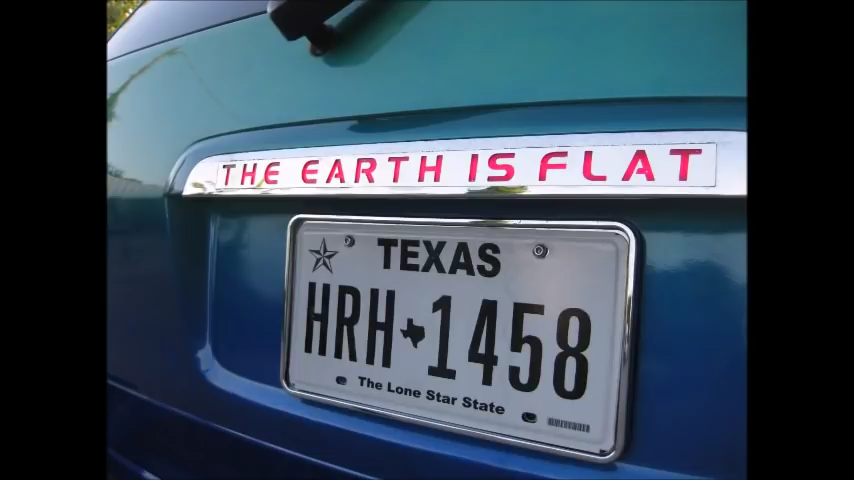 THE EARTH IS FLAT
TEXAS
HRH 1458
The Lone Star State